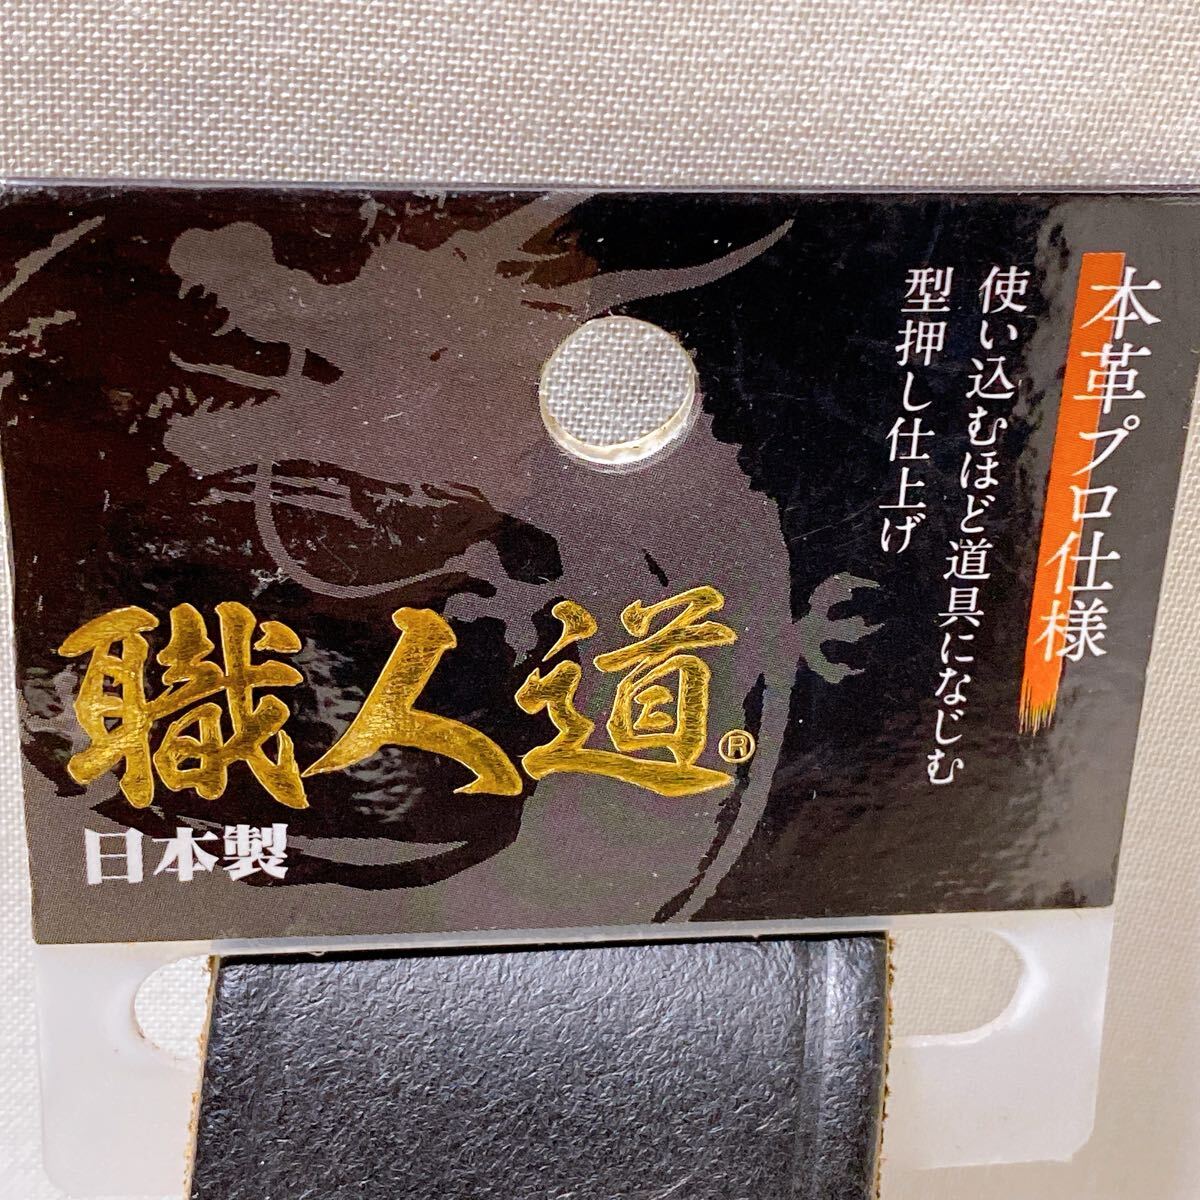 本革プロ仕様
使い込むほど道具になじむ
型押し仕上げ
職人道®
日本製